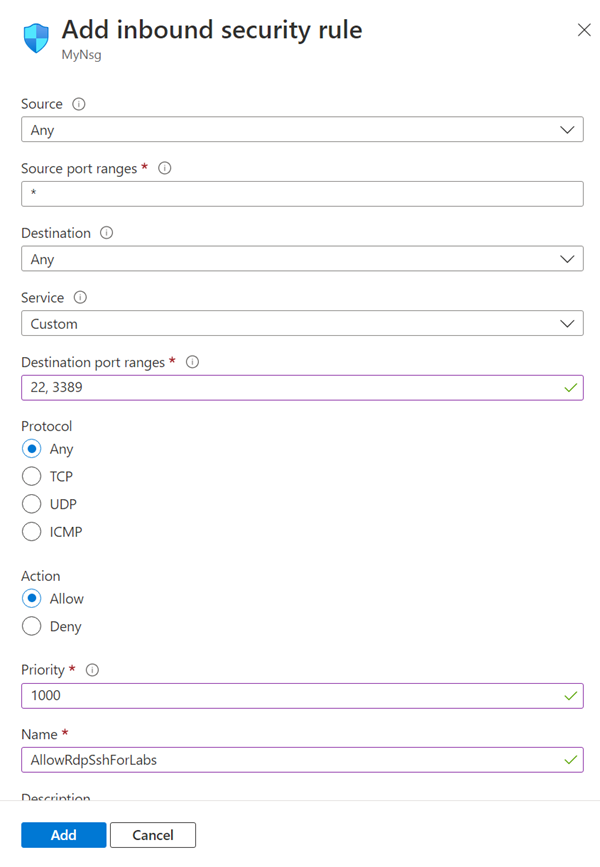 Add inbound security rule
MyNsg
Source
Any
Source port ranges *
*
Destination
Any
Service
Custom
Destination port ranges *
22, 3389
Protocol
Any
TCP
UDP
ICMP
Action
Allow
Deny
Priority *
1000
Name *
AllowRdpSshForLabs
Description
Add Cancel